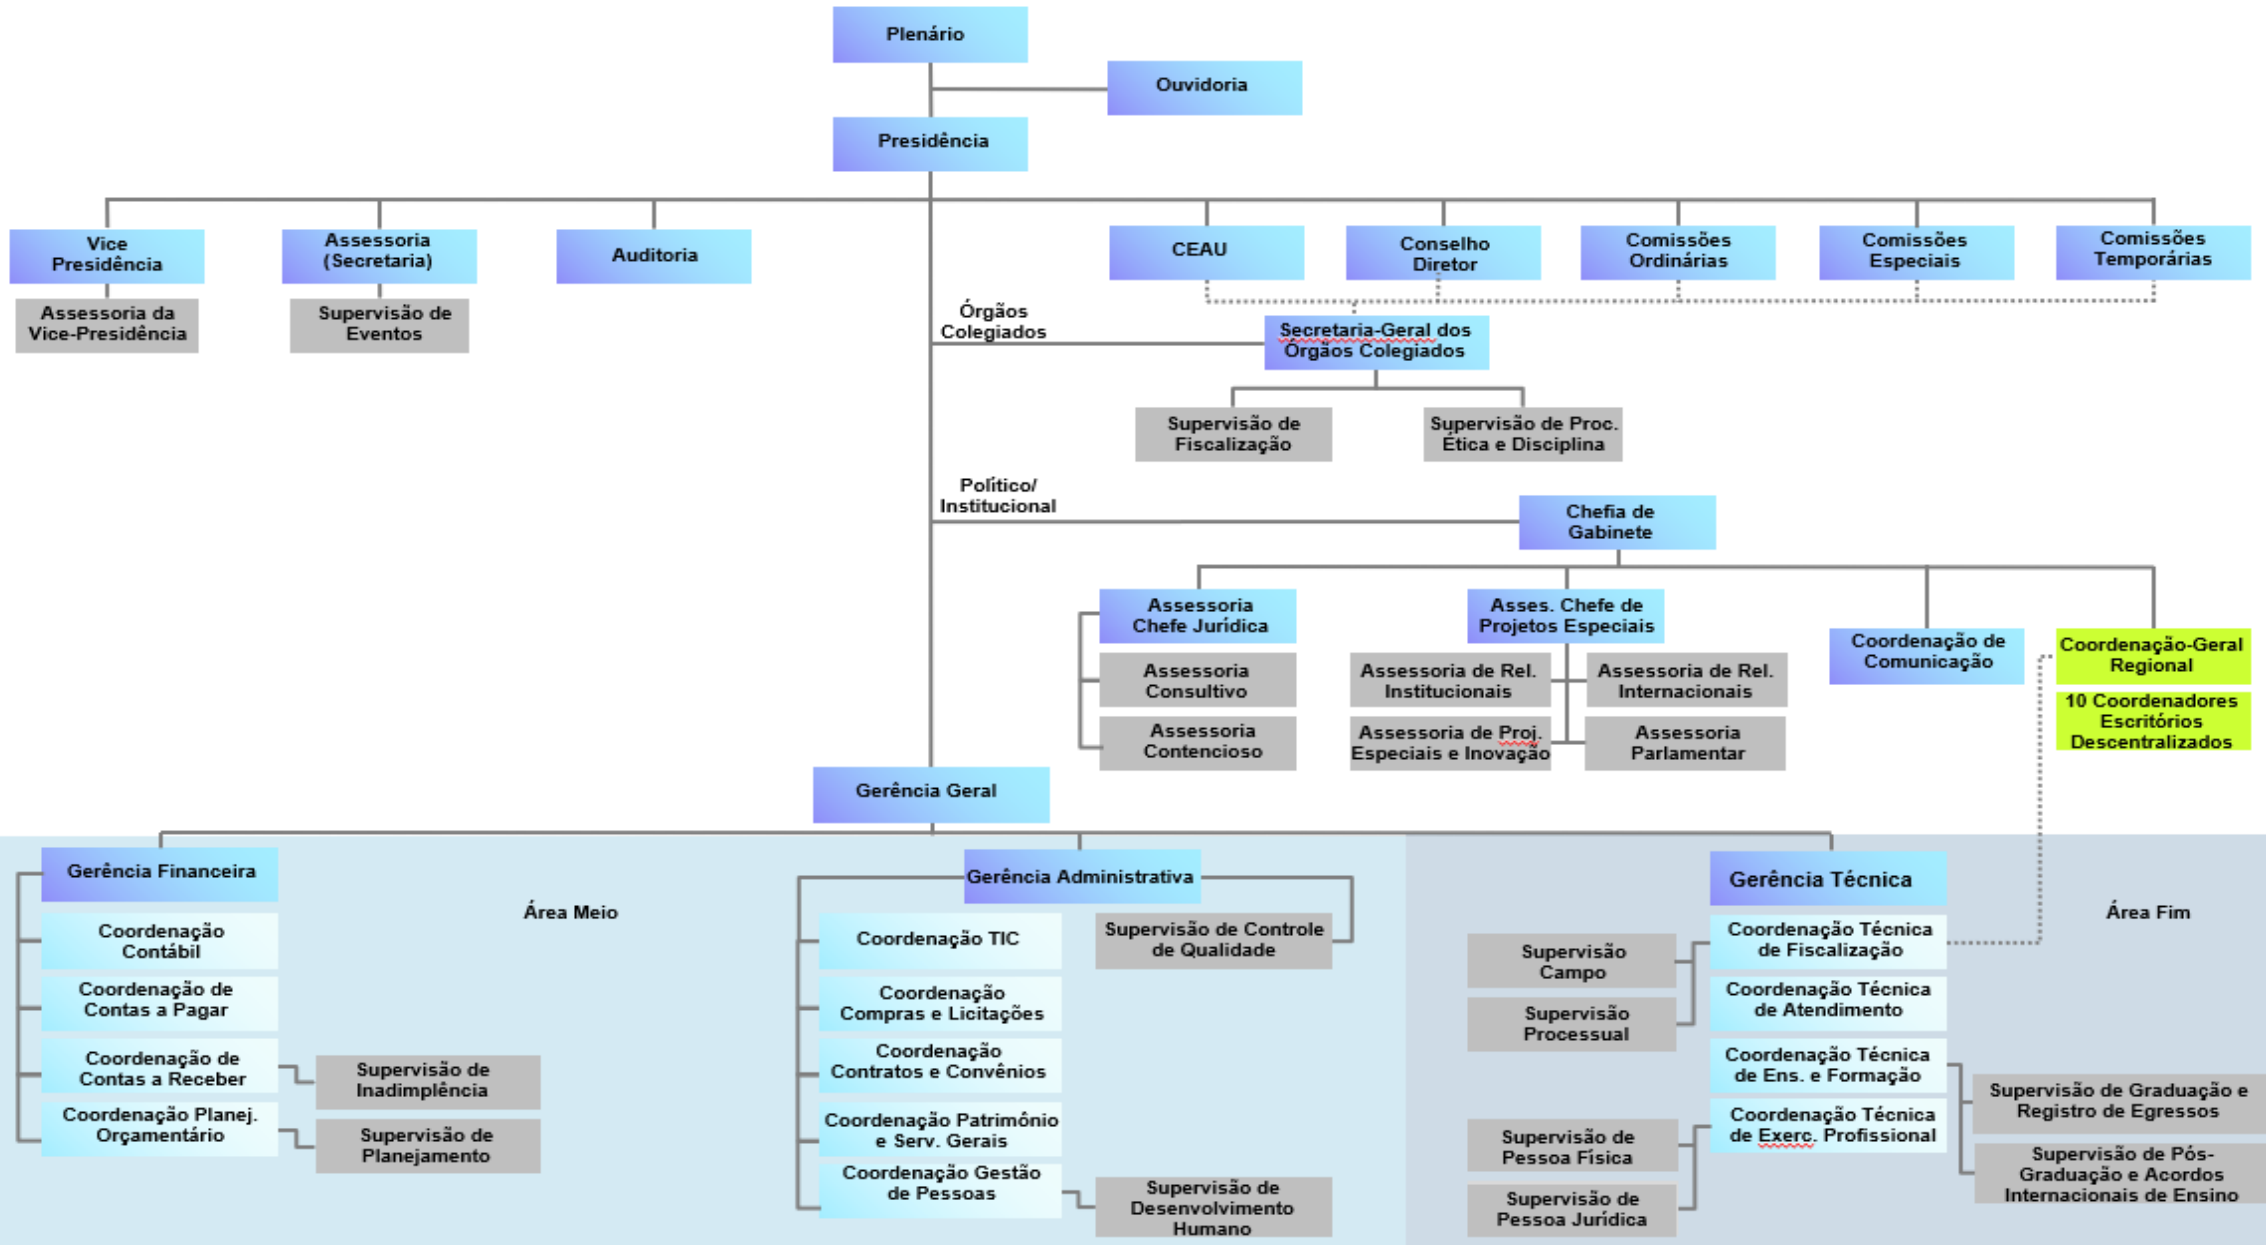 Plenário
Ouvidoria
Presidência
Vice
Presidência
Assessoria
(Secretaria)
Auditoria
CEAU
Conselho
Diretor
Comissões
Ordinárias
Comissões
Especiais
Comissões
Temporárias
Assessoria da
Vice-Presidência
Supervisão de
Eventos
Órgãos
Colegiados
Secretaria-Geral dos
Órgãos Colegiados
Supervisão de
Fiscalização
Supervisão de Proc.
Ética e Disciplina
Político/
Institucional
Chefia de
Gabinete
Assessoria
Chefe Jurídica
Asses. Chefe de
Projetos Especiais
Coordenação de
Comunicação
Coordenação-Geral
Regional
Assessoria
Consultivo
Assessoria de Rel.
Institucionais
Assessoria de Rel.
Internacionais
10 Coordenadores
Escritórios
Descentralizados
Assessoria
Contencioso
Assessoria de Proj.
Especiais e Inovação
Assessoria
Parlamentar
Gerência Geral
Gerência Financeira
Área Meio
Coordenação
Contábil
Coordenação de
Contas a Pagar
Coordenação de
Contas a Receber
Supervisão de
Inadimplência
Coordenação Planej.
Orçamentário
Supervisão de
Planejamento
Gerência Administrativa
Coordenação TIC
Supervisão de Controle
de Qualidade
Coordenação
Compras e Licitações
Coordenação
Contratos e Convênios
Coordenação Patrimônio
e Serv. Gerais
Coordenação Gestão
de Pessoas
Supervisão de
Desenvolvimento
Humano
Gerência Técnica
Área Fim
Coordenação Técnica
de Fiscalização
Supervisão
Campo
Supervisão
Processual
Coordenação Técnica
de Atendimento
Coordenação Técnica
de Ens. e Formação
Supervisão de Graduação e
Registro de Egressos
Supervisão de Pós-
Graduação e Acordos
Internacionais de Ensino
Coordenação Técnica
de Exerc. Profissional
Supervisão de
Pessoa Física
Supervisão de
Pessoa Jurídica